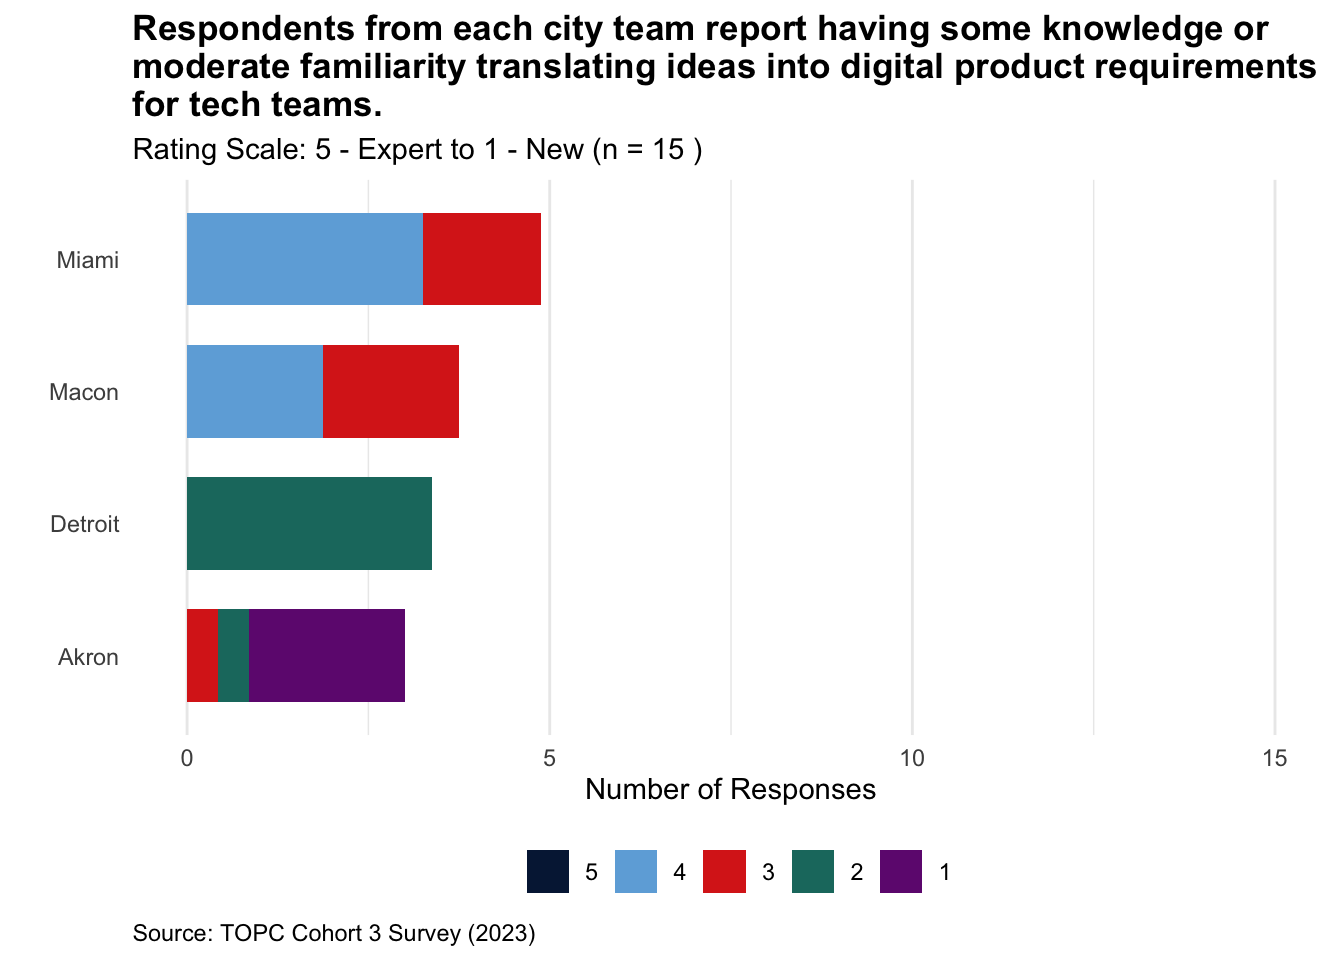 Respondents from each city team report having some knowledge or
moderate familiarity translating ideas into digital product requirements
for tech teams.
Rating Scale: 5 - Expert to 1 - New (n = 15 )
Miami
Macon
Detroit
Akron
0 5 10 15
Number of Responses
5 4 3 2 1
Source: TOPC Cohort 3 Survey (2023)